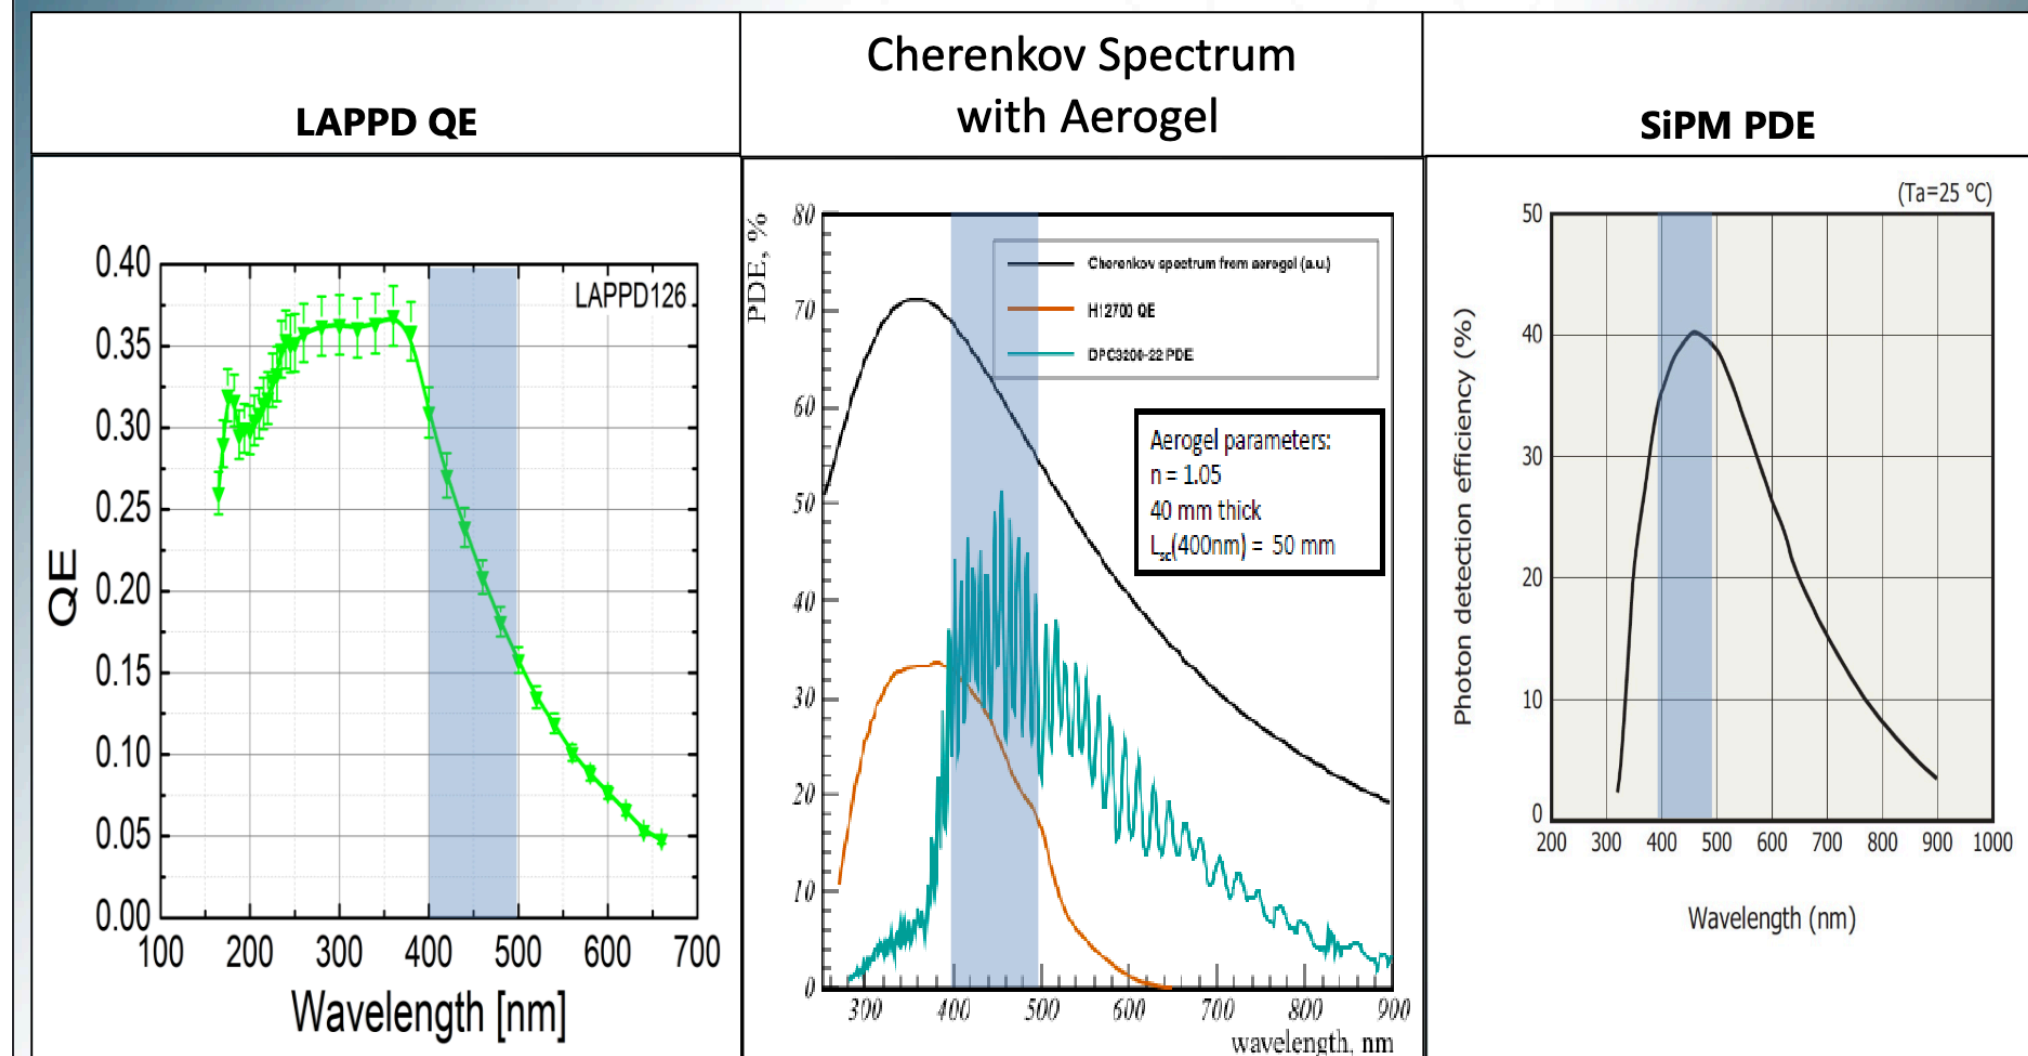 LAPPD QE
Cherenkov Spectrum
with Aerogel
SiPM PDE
LAPPD126
QE
0.40
0.35
0.30
0.25
0.20
0.15
0.10
0.05
0.00
100 200 300 400 500 600 700
Wavelength [nm]
PDE, %
80
70
60
50
40
30
20
10
0
Cherenkov spectrum from aerogel (a.u.)
H12700 QE
DPC3200-22 PDE
Aerogel parameters:
n = 1.05
40 mm thick
Lsc(400nm) = 50 mm
300 400 500 600 700 800 900
wavelength, nm
(Ta=25 °C)
Photon detection efficiency (%)
50
40
30
20
10
0
200 300 400 500 600 700 800 900 1000
Wavelength (nm)